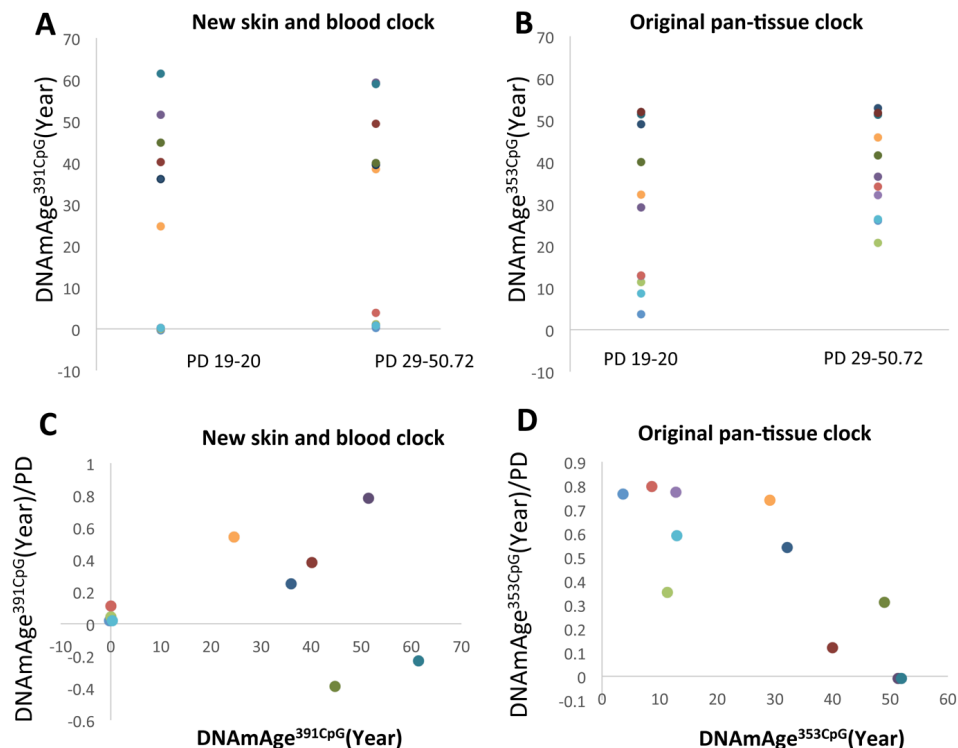 A
New skin and blood clock
DNAmAge391CpG(Year)
70
60
50
40
30
20
10
0
-10
PD 19-20
PD 29-50.72
B
Original pan-tissue clock
DNAmAge353CpG(Year)
70
60
50
40
30
20
10
0
-10
PD 19-20
PD 29-50.72
C
New skin and blood clock
DNAmAge391CpG(Year)/PD
1
0.8
0.6
0.4
0.2
0
-0.2
-0.4
-0.6
-10 0 10 20 30 40 50 60 70
DNAmAge391CpG(Year)
D
Original pan-tissue clock
DNAmAge353CpG(Year)/PD
0.9
0.8
0.7
0.6
0.5
0.4
0.3
0.2
0.1
0
-0.1
0 10 20 30 40 50 60
DNAmAge353CpG(Year)